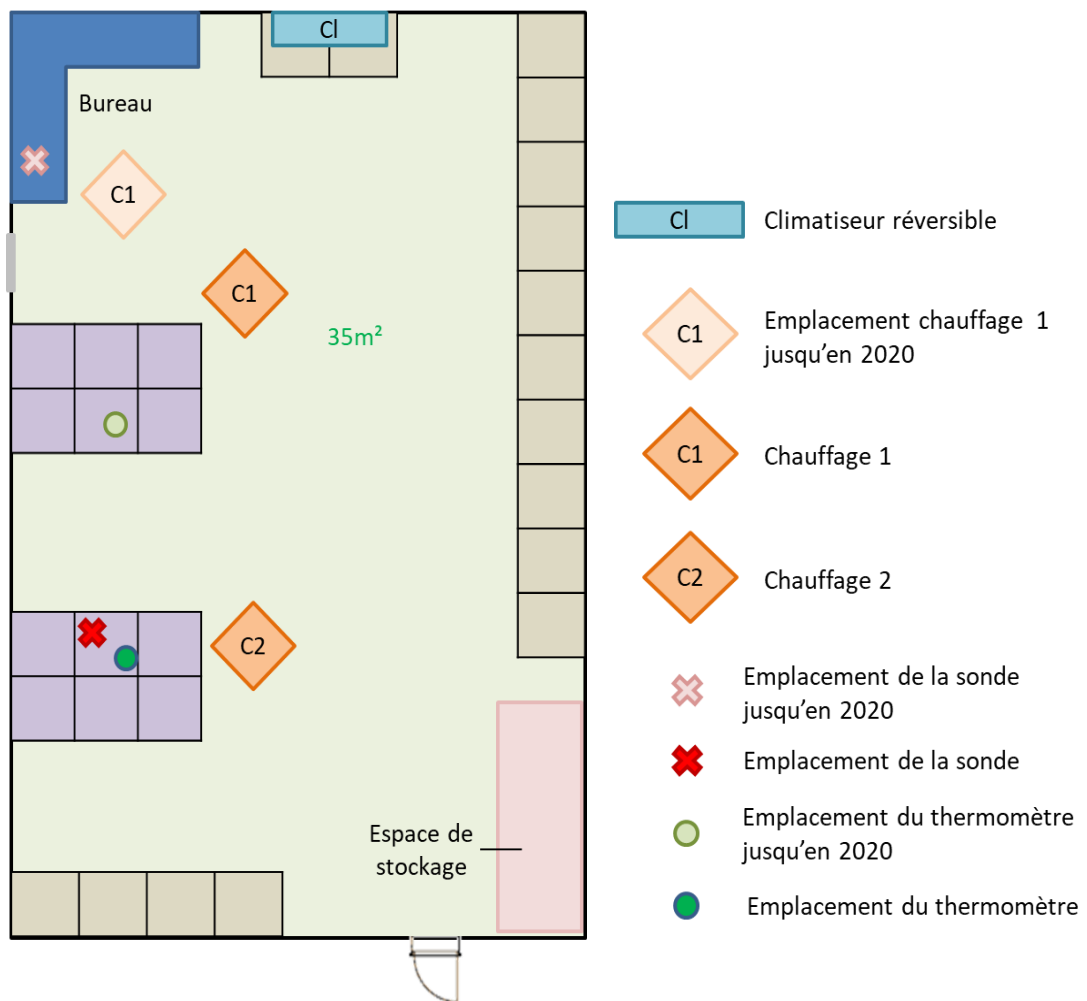 Cl
Bureau
C1
C1
35m²
C2
Espace de
stockage
Cl
Climatiseur réversible
C1
Emplacement chauffage 1
jusqu’en 2020
C1
Chauffage 1
C2
Chauffage 2
Emplacement de la sonde
jusqu’en 2020
Emplacement de la sonde
Emplacement du thermomètre
jusqu’en 2020
Emplacement du thermomètre